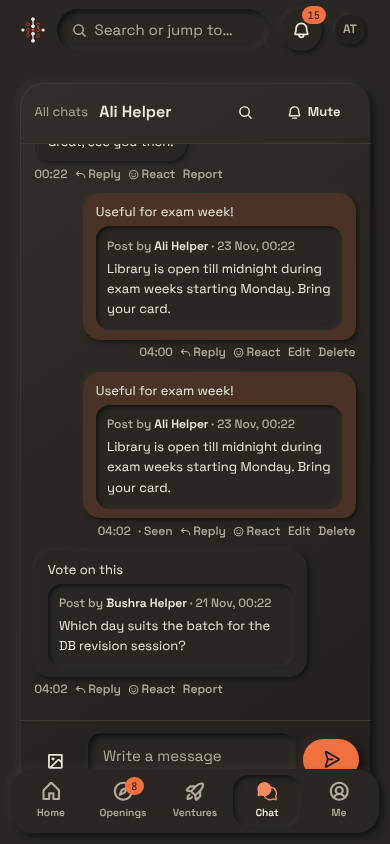 Search or jump to...
15
AT
All chats Ali Helper Mute
Great, see you then!
00:22 Reply React Report
Useful for exam week!
Post by Ali Helper · 23 Nov, 00:22
Library is open till midnight during
exam weeks starting Monday. Bring
your card.
04:00 Reply React Edit Delete
Useful for exam week!
Post by Ali Helper · 23 Nov, 00:22
Library is open till midnight during
exam weeks starting Monday. Bring
your card.
04:02 · Seen Reply React Edit Delete
Vote on this
Post by Bushra Helper · 21 Nov, 00:22
Which day suits the batch for the
DB revision session?
04:02 Reply React Report
Write a message
8
Home Openings Ventures Chat Me